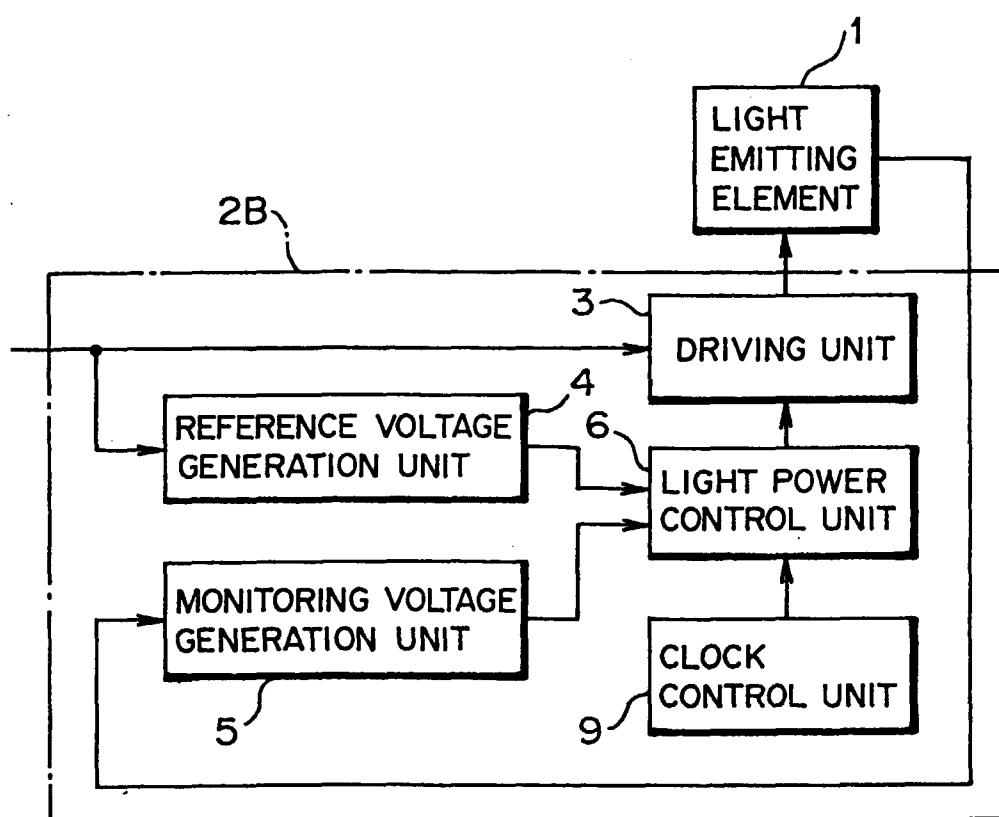 1
LIGHT
EMITTING
ELEMENT
2B
3
DRIVING UNIT
4
REFERENCE VOLTAGE
GENERATION UNIT
6
LIGHT POWER
CONTROL UNIT
MONITORING VOLTAGE
GENERATION UNIT
5
CLOCK
CONTROL UNIT
9